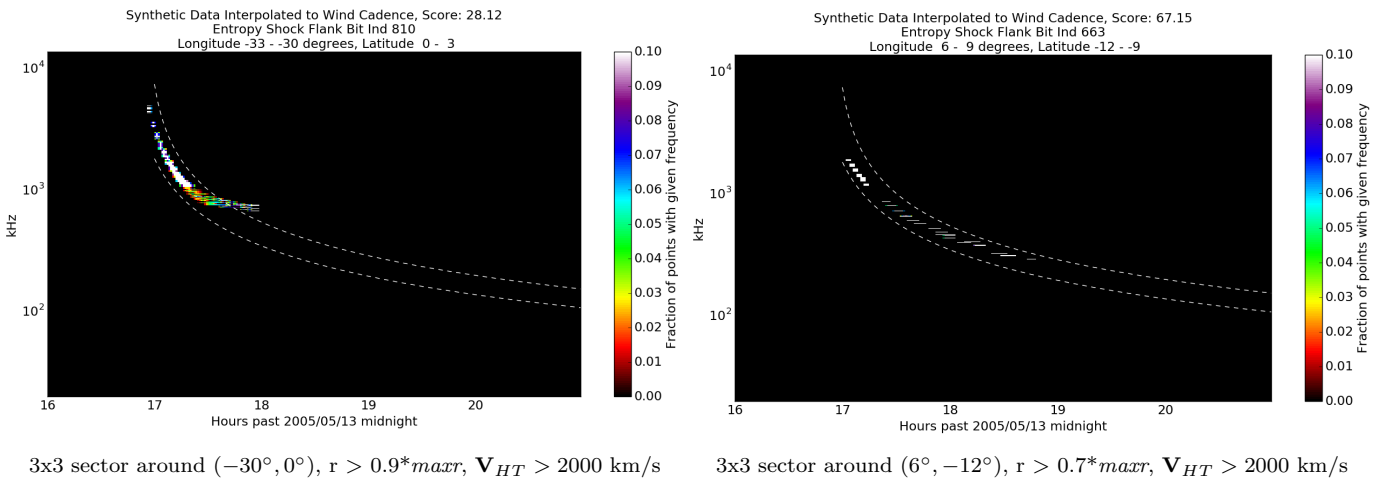 Synthetic Data Interpolated to Wind Cadence, Score: 28.12
Entropy Shock Flank Bit Ind 810
Longitude -33 - -30 degrees, Latitude  0 -  3
10^4
10^3
10^2
kHz
16 17 18 19 20
Hours past 2005/05/13 midnight
0.10
0.09
0.08
0.07
0.06
0.05
0.04
0.03
0.02
0.01
0.00
Fraction of points with given frequency
3x3 sector around (−30°, 0°), r > 0.9*maxr, V_HT > 2000 km/s
Synthetic Data Interpolated to Wind Cadence, Score: 67.15
Entropy Shock Flank Bit Ind 663
Longitude  6 -  9 degrees, Latitude -12 - -9
10^4
10^3
10^2
kHz
16 17 18 19 20
Hours past 2005/05/13 midnight
0.10
0.09
0.08
0.07
0.06
0.05
0.04
0.03
0.02
0.01
0.00
Fraction of points with given frequency
3x3 sector around (6°, −12°), r > 0.7*maxr, V_HT > 2000 km/s